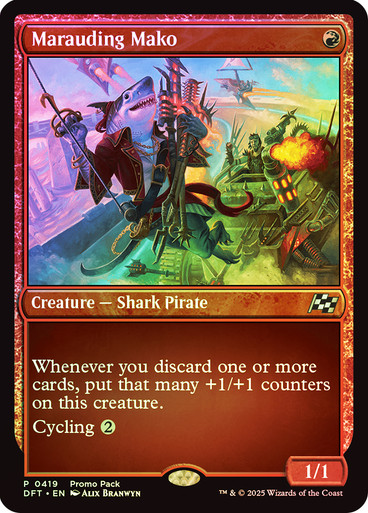 Marauding Mako
Creature — Shark Pirate
Whenever you discard one or more
cards, put that many +1/+1 counters
on this creature.
Cycling 2
1/1
P 0419 Promo Pack
DFT • EN Alix Branwyn
™ & © 2025 Wizards of the Coast